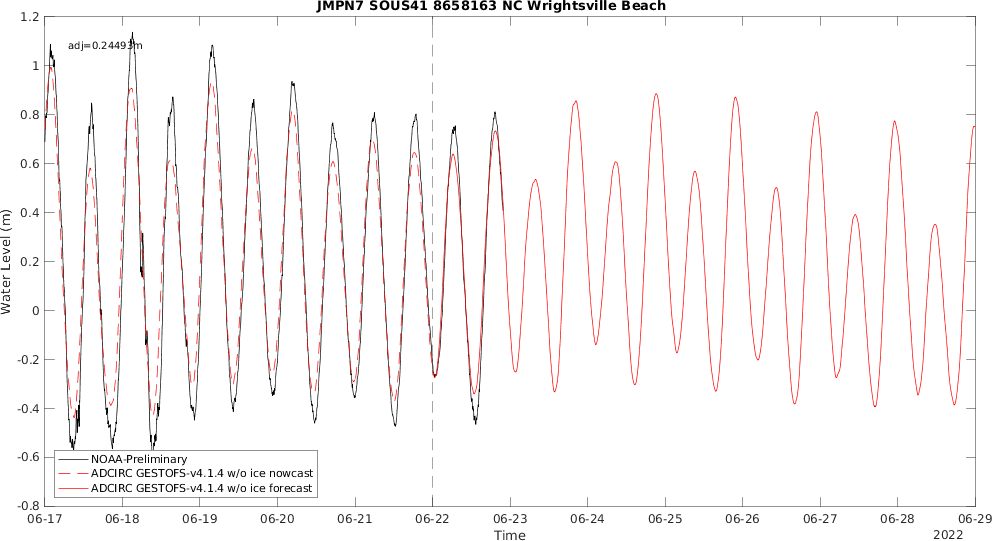 JMPN7 SOUS41 8658163 NC Wrightsville Beach
adj=0.24493m
1.2
1
0.8
0.6
0.4
0.2
0
-0.2
-0.4
-0.6
-0.8
Water Level (m)
NOAA-Preliminary
ADCIRC GESTOFS-v4.1.4 w/o ice nowcast
ADCIRC GESTOFS-v4.1.4 w/o ice forecast
06-17 06-18 06-19 06-20 06-21 06-22 06-23 06-24 06-25 06-26 06-27 06-28 06-29
Time
2022